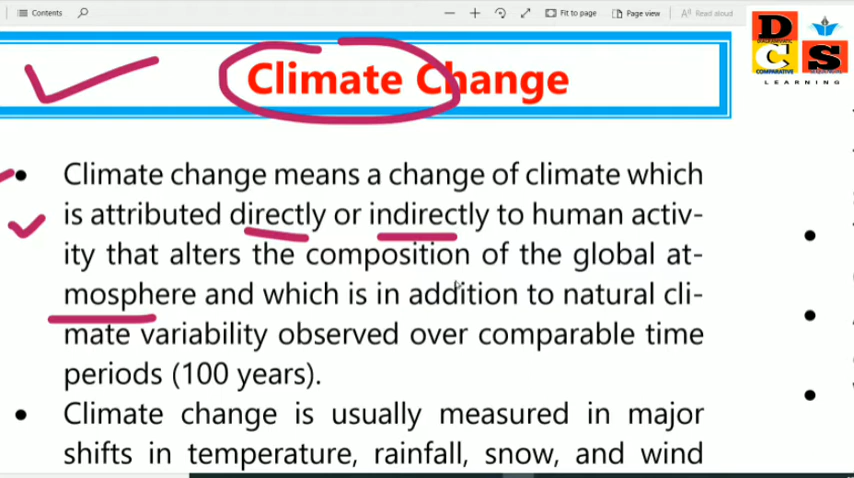 Contents
Fit to page
Page view
Read aloud
D
C S
COMPARATIVE
LEARNING
Climate Change
• Climate change means a change of climate which
is attributed directly or indirectly to human activ-
ity that alters the composition of the global at-
mosphere and which is in addition to natural cli-
mate variability observed over comparable time
periods (100 years).
• Climate change is usually measured in major
shifts in temperature, rainfall, snow, and wind